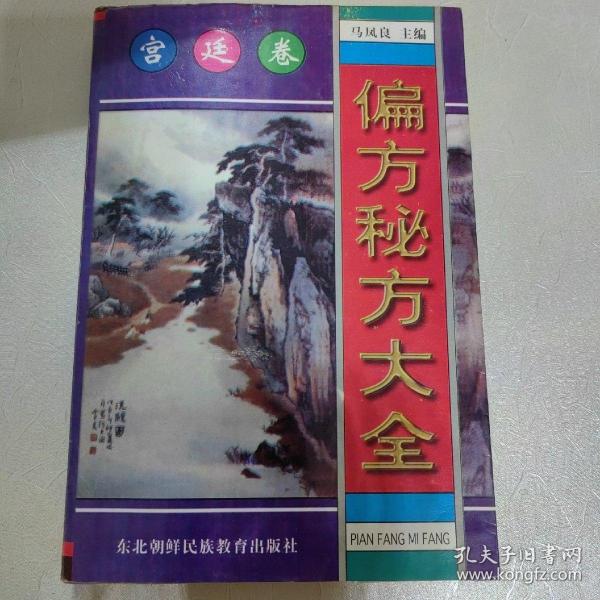 宫廷卷
马凤良 主编
偏方秘方大全
PIAN FANG MI FANG
东北朝鲜民族教育出版社
孔夫子旧书网
www.kongfz.com